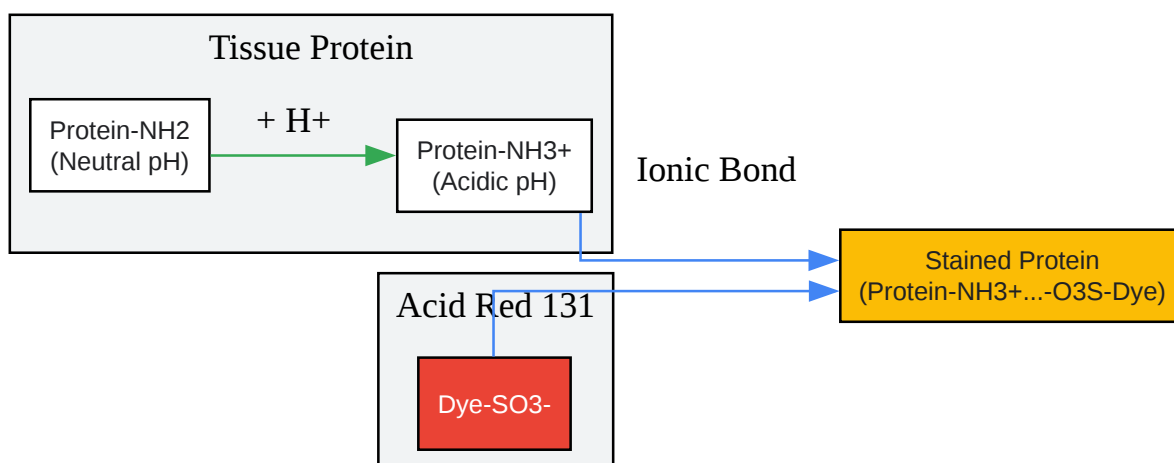 Tissue Protein
Protein-NH2
(Neutral pH)
+ H+
Protein-NH3+
(Acidic pH)
Ionic Bond
Stained Protein
(Protein-NH3+...-O3S-Dye)
Acid Red 131
Dye-SO3-